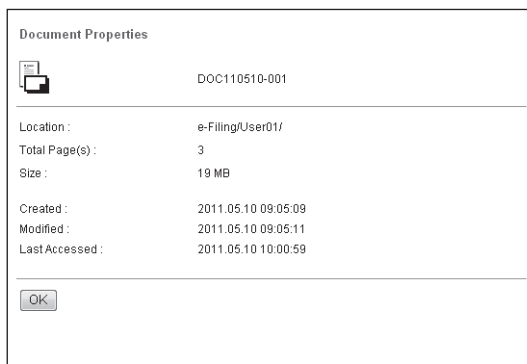 Document Properties
DOC110510-001
Location : e-Filing/User01/
Total Page(s) : 3
Size : 19 MB
Created : 2011.05.10 09:05:09
Modified : 2011.05.10 09:05:11
Last Accessed : 2011.05.10 10:00:59
OK